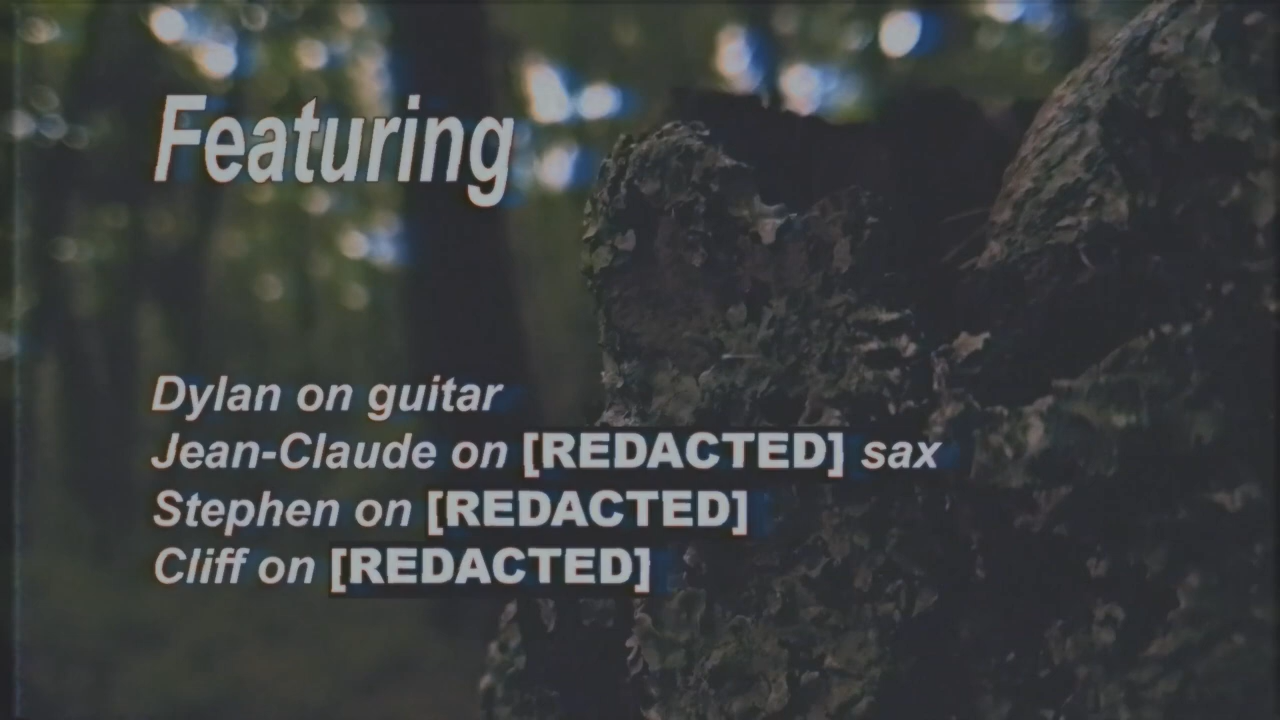 Featuring
Dylan on guitar
Jean-Claude on [REDACTED] sax
Stephen on [REDACTED]
Cliff on [REDACTED]